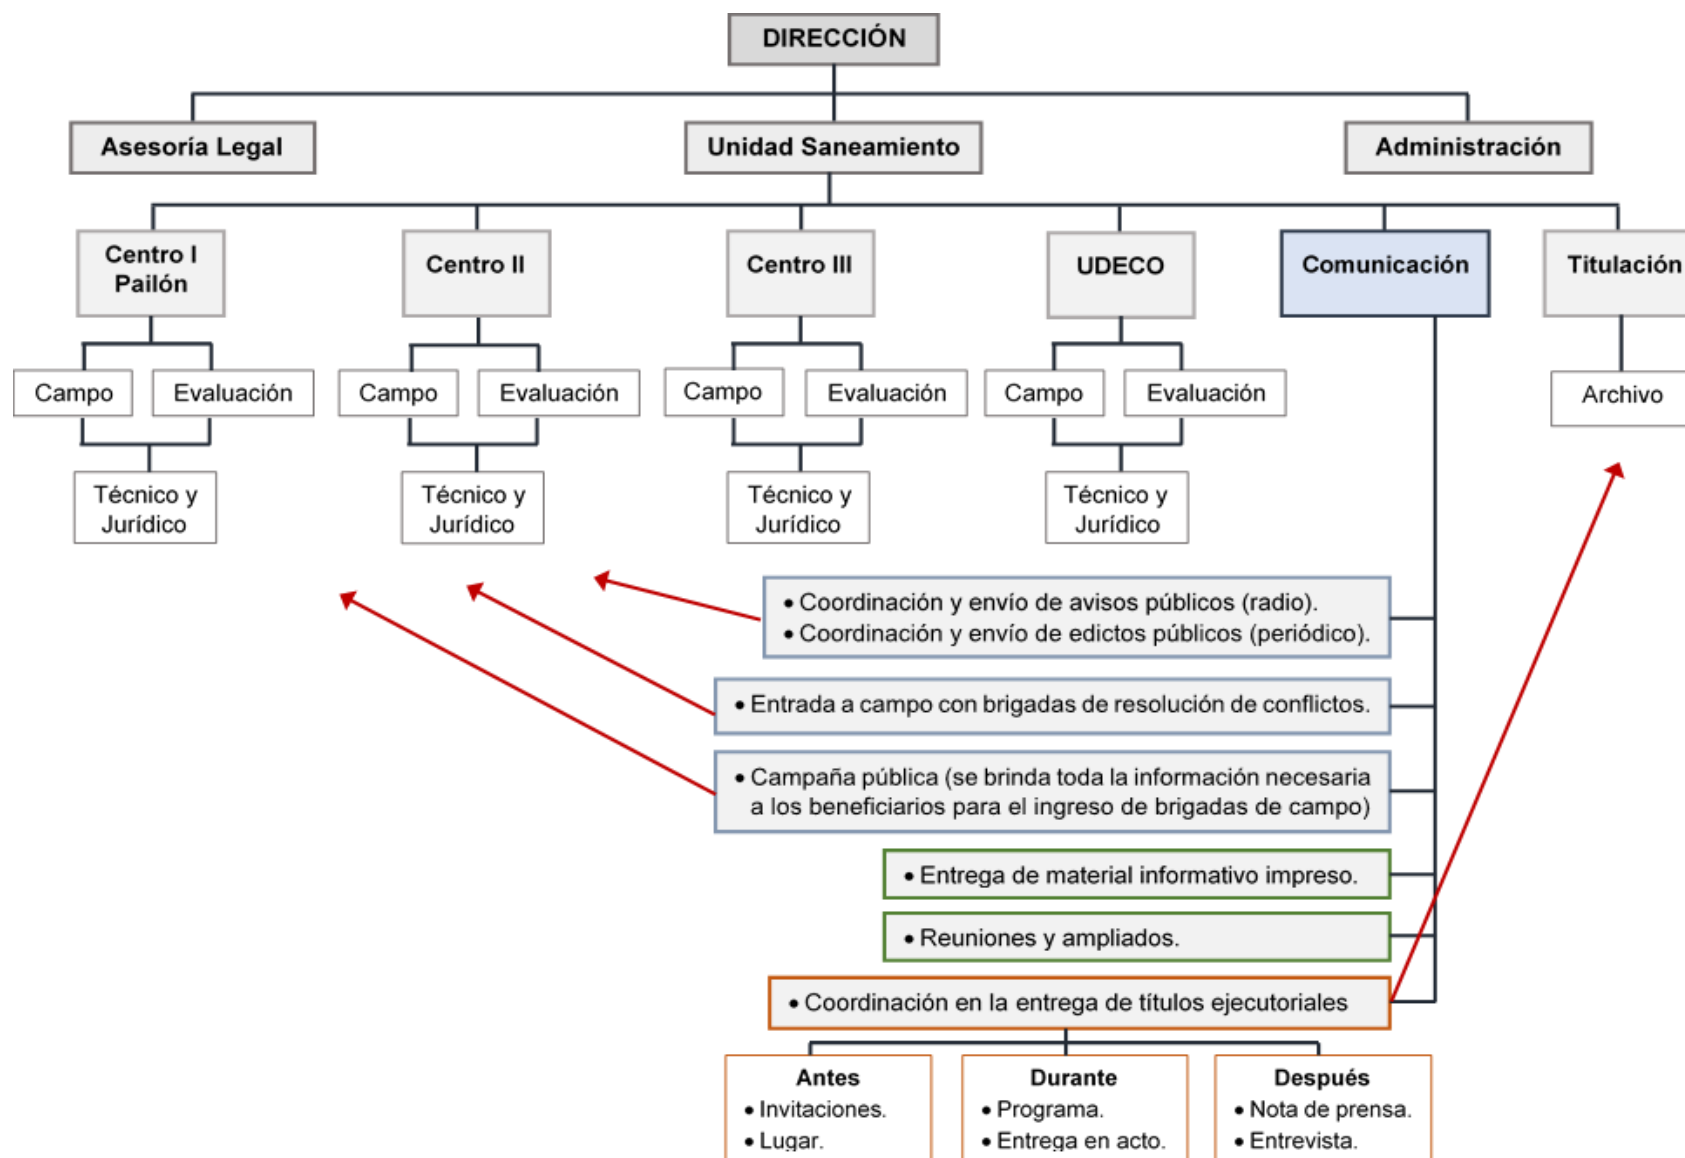 DIRECCIÓN
Asesoría Legal
Unidad Saneamiento
Administración
Centro I
Pailón
Centro II
Centro III
UDECO
Comunicación
Titulación
Campo
Evaluación
Campo
Evaluación
Campo
Evaluación
Campo
Evaluación
Archivo
Técnico y
Jurídico
Técnico y
Jurídico
Técnico y
Jurídico
Técnico y
Jurídico
• Coordinación y envío de avisos públicos (radio).
• Coordinación y envío de edictos públicos (periódico).
• Entrada a campo con brigadas de resolución de conflictos.
• Campaña pública (se brinda toda la información necesaria
a los beneficiarios para el ingreso de brigadas de campo)
• Entrega de material informativo impreso.
• Reuniones y ampliados.
• Coordinación en la entrega de títulos ejecutoriales
Antes
• Invitaciones.
• Lugar.
Durante
• Programa.
• Entrega en acto.
Después
• Nota de prensa.
• Entrevista.